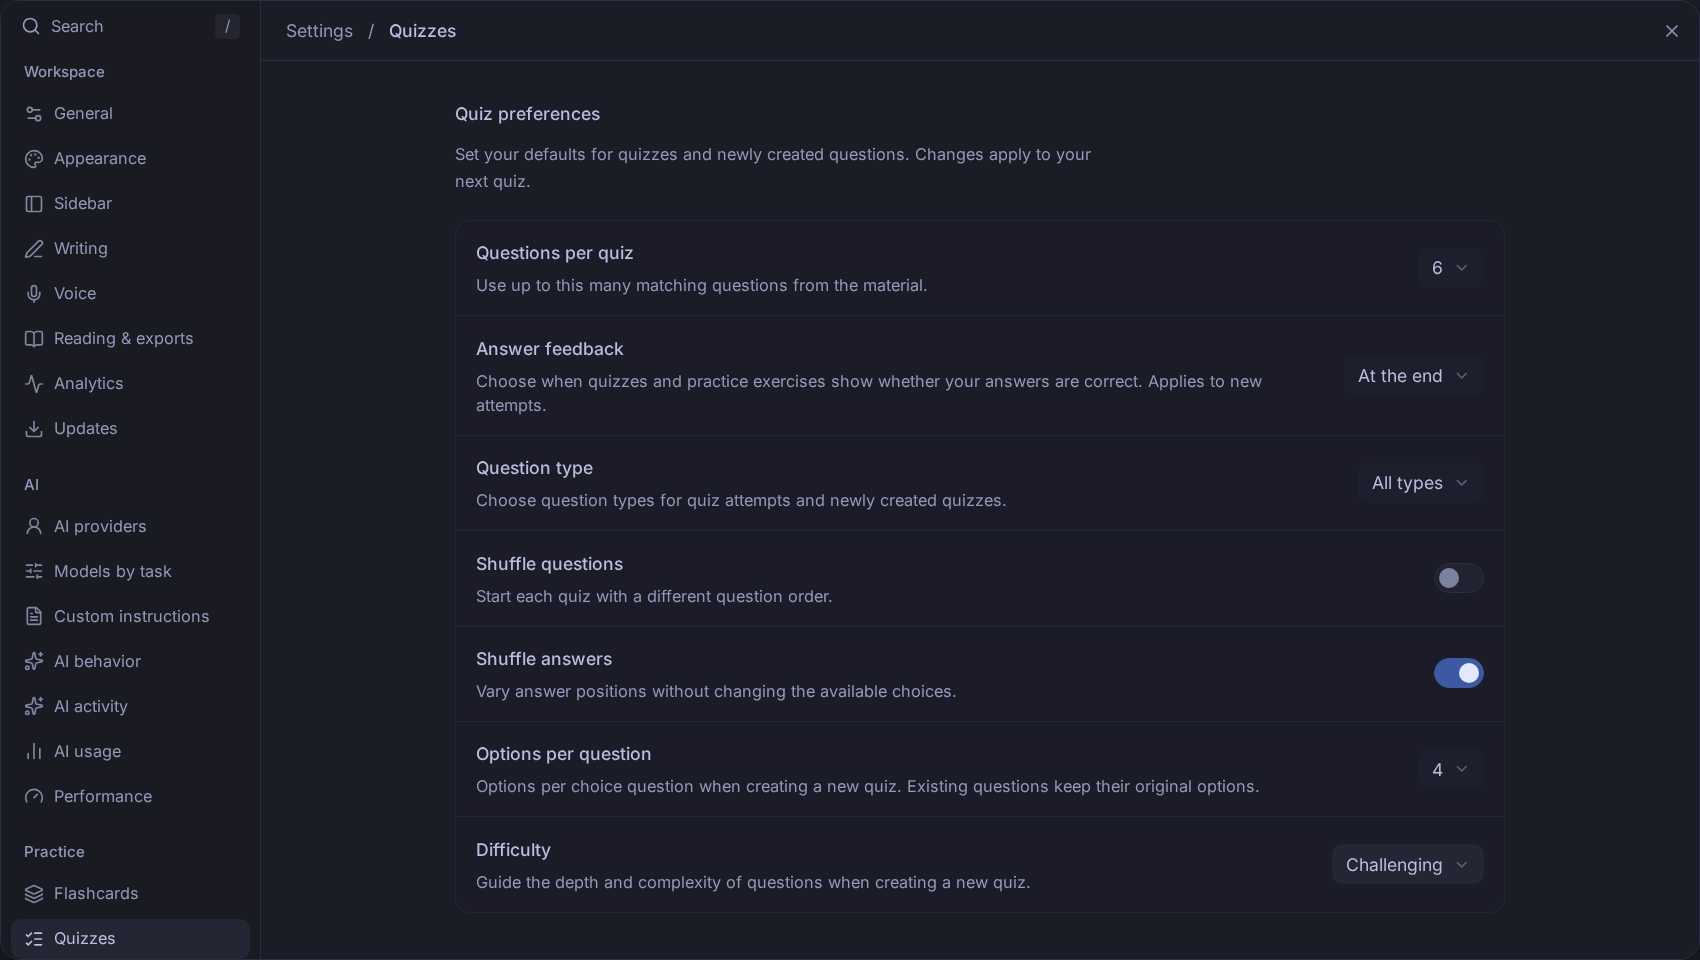 Search
/
Workspace
General
Appearance
Sidebar
Writing
Voice
Reading & exports
Analytics
Updates
AI
AI providers
Models by task
Custom instructions
AI behavior
AI activity
AI usage
Performance
Practice
Flashcards
Quizzes
Settings / Quizzes
Quiz preferences
Set your defaults for quizzes and newly created questions. Changes apply to your
next quiz.
Questions per quiz
Use up to this many matching questions from the material.
6
Answer feedback
Choose when quizzes and practice exercises show whether your answers are correct. Applies to new
attempts.
At the end
Question type
Choose question types for quiz attempts and newly created quizzes.
All types
Shuffle questions
Start each quiz with a different question order.
Shuffle answers
Vary answer positions without changing the available choices.
Options per question
Options per choice question when creating a new quiz. Existing questions keep their original options.
4
Difficulty
Guide the depth and complexity of questions when creating a new quiz.
Challenging